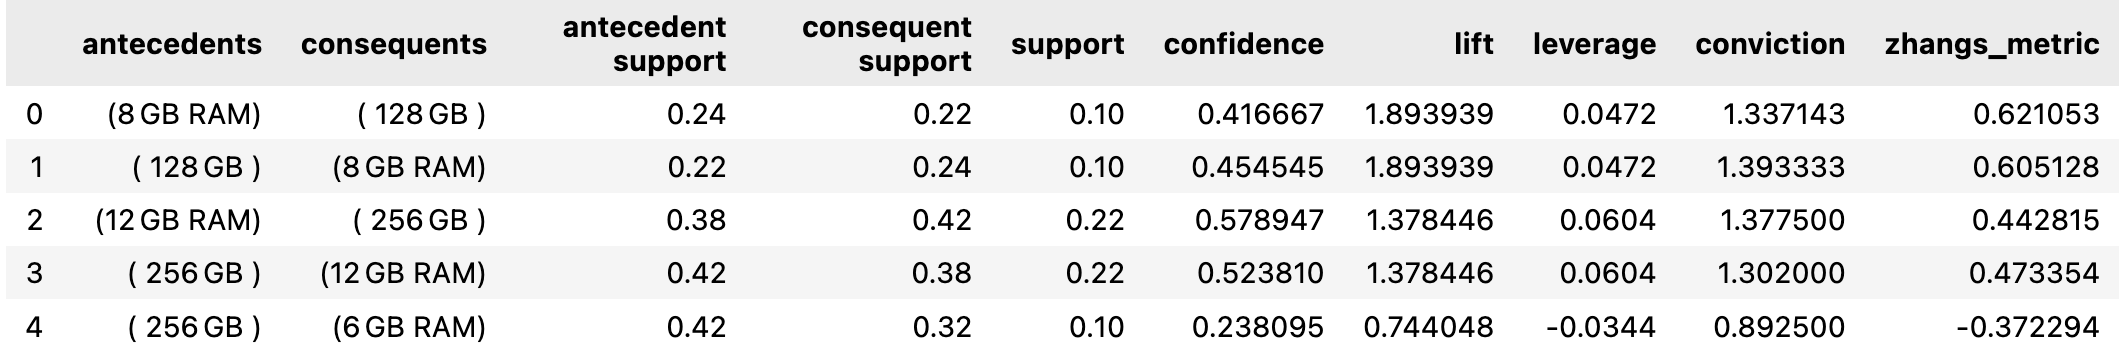 antecedents consequents antecedent support consequent support support confidence lift leverage conviction zhangs_metric
0 (8 GB RAM) ( 128 GB ) 0.24 0.22 0.10 0.416667 1.893939 0.0472 1.337143 0.621053
1 ( 128 GB ) (8 GB RAM) 0.22 0.24 0.10 0.454545 1.893939 0.0472 1.393333 0.605128
2 (12 GB RAM) ( 256 GB ) 0.38 0.42 0.22 0.578947 1.378446 0.0604 1.377500 0.442815
3 ( 256 GB ) (12 GB RAM) 0.42 0.38 0.22 0.523810 1.378446 0.0604 1.302000 0.473354
4 ( 256 GB ) (6 GB RAM) 0.42 0.32 0.10 0.238095 0.744048 -0.0344 0.892500 -0.372294